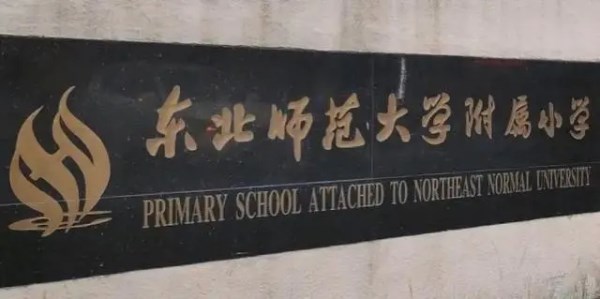 东北师范大学附属小学
PRIMARY SCHOOL ATTACHED TO NORTHEAST NORMAL UNIVERSITY